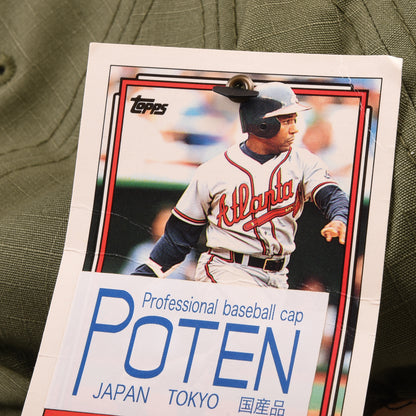 Topps
Atlanta
Professional baseball cap
POTEN
JAPAN TOKYO 国産品